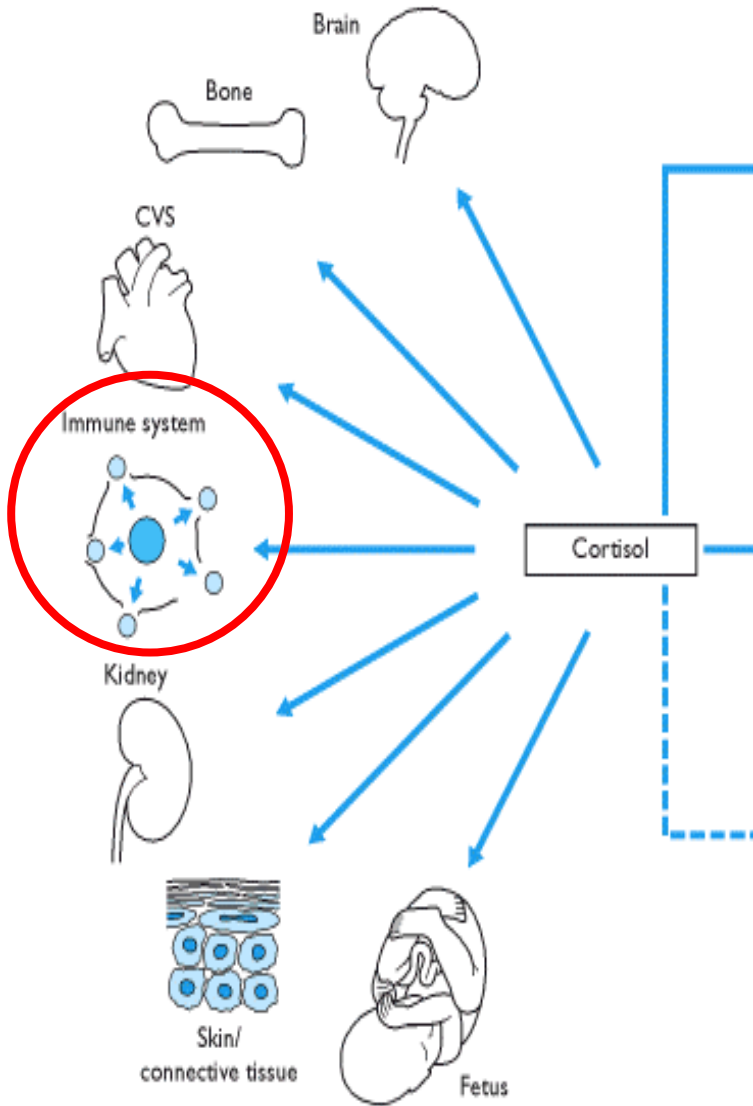 Brain
Bone
CVS
Immune system
Cortisol
Kidney
Skin/
connective tissue
Fetus